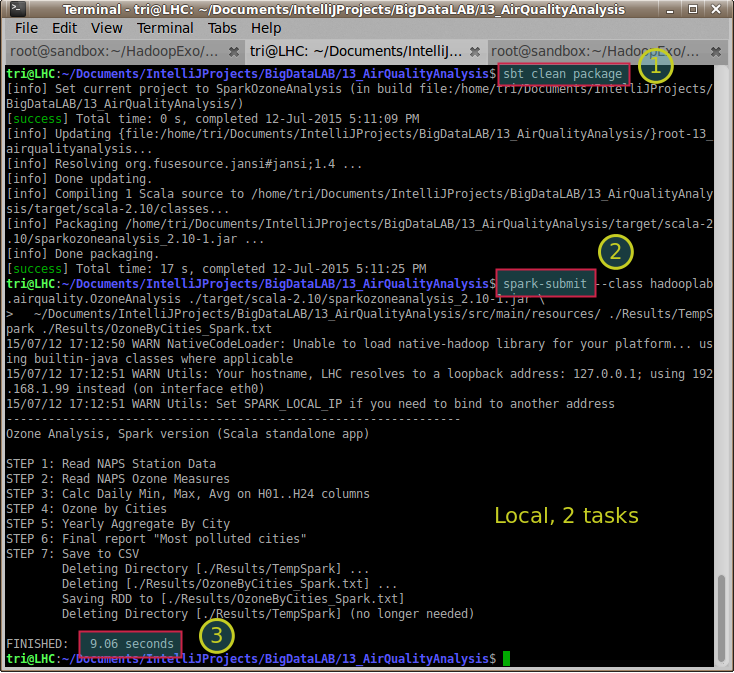 Terminal - tri@LHC: ~/Documents/IntelliJProjects/BigDataLAB/13_AirQualityAnalysis
File Edit View Terminal Tabs Help
root@sandbox:~/HadoopExo/... tri@LHC: ~/Documents/IntelliJ... root@sandbox:~/HadoopExo/...
tri@LHC:~/Documents/IntelliJProjects/BigDataLAB/13_AirQualityAnalysis$ sbt clean package 1
[info] Set current project to SparkOzoneAnalysis (in build file:/home/tri/Documents/IntelliJProjects/
BigDataLAB/13_AirQualityAnalysis/)
[success] Total time: 0 s, completed 12-Jul-2015 5:11:09 PM
[info] Updating {file:/home/tri/Documents/IntelliJProjects/BigDataLAB/13_AirQualityAnalysis/}root-13_
airqualityanalysis...
[info] Resolving org.fusesource.jansi#jansi;1.4 ...
[info] Done updating.
[info] Compiling 1 Scala source to /home/tri/Documents/IntelliJProjects/BigDataLAB/13_AirQualityAnaly
sis/target/scala-2.10/classes...
[info] Packaging /home/tri/Documents/IntelliJProjects/BigDataLAB/13_AirQualityAnalysis/target/scala-2
.10/sparkozoneanalysis_2.10-1.jar ...
[info] Done packaging.
[success] Total time: 17 s, completed 12-Jul-2015 5:11:25 PM
2
tri@LHC:~/Documents/IntelliJProjects/BigDataLAB/13_AirQualityAnalysis$ spark-submit --class hadooplab
.airquality.OzoneAnalysis ./target/scala-2.10/sparkozoneanalysis_2.10-1.jar \
>   ~/Documents/IntelliJProjects/BigDataLAB/13_AirQualityAnalysis/src/main/resources/ ./Results/TempS
park ./Results/OzoneByCities_Spark.txt
15/07/12 17:12:50 WARN NativeCodeLoader: Unable to load native-hadoop library for your platform... us
ing builtin-java classes where applicable
15/07/12 17:12:51 WARN Utils: Your hostname, LHC resolves to a loopback address: 127.0.0.1; using 192
.168.1.99 instead (on interface eth0)
15/07/12 17:12:51 WARN Utils: Set SPARK_LOCAL_IP if you need to bind to another address
-----------------------------------------------------------------
Ozone Analysis, Spark version (Scala standalone app)
STEP 1: Read NAPS Station Data
STEP 2: Read NAPS Ozone Measures
STEP 3: Calc Daily Min, Max, Avg on H01..H24 columns
STEP 4: Ozone by Cities
Local, 2 tasks
STEP 5: Yearly Aggregate By City
STEP 6: Final report "Most polluted cities"
STEP 7: Save to CSV
Deleting Directory [./Results/TempSpark] ...
Deleting [./Results/OzoneByCities_Spark.txt] ...
Saving RDD to [./Results/OzoneByCities_Spark.txt]
Deleting Directory [./Results/TempSpark] (no longer needed)
FINISHED: 9.06 seconds 3
tri@LHC:~/Documents/IntelliJProjects/BigDataLAB/13_AirQualityAnalysis$